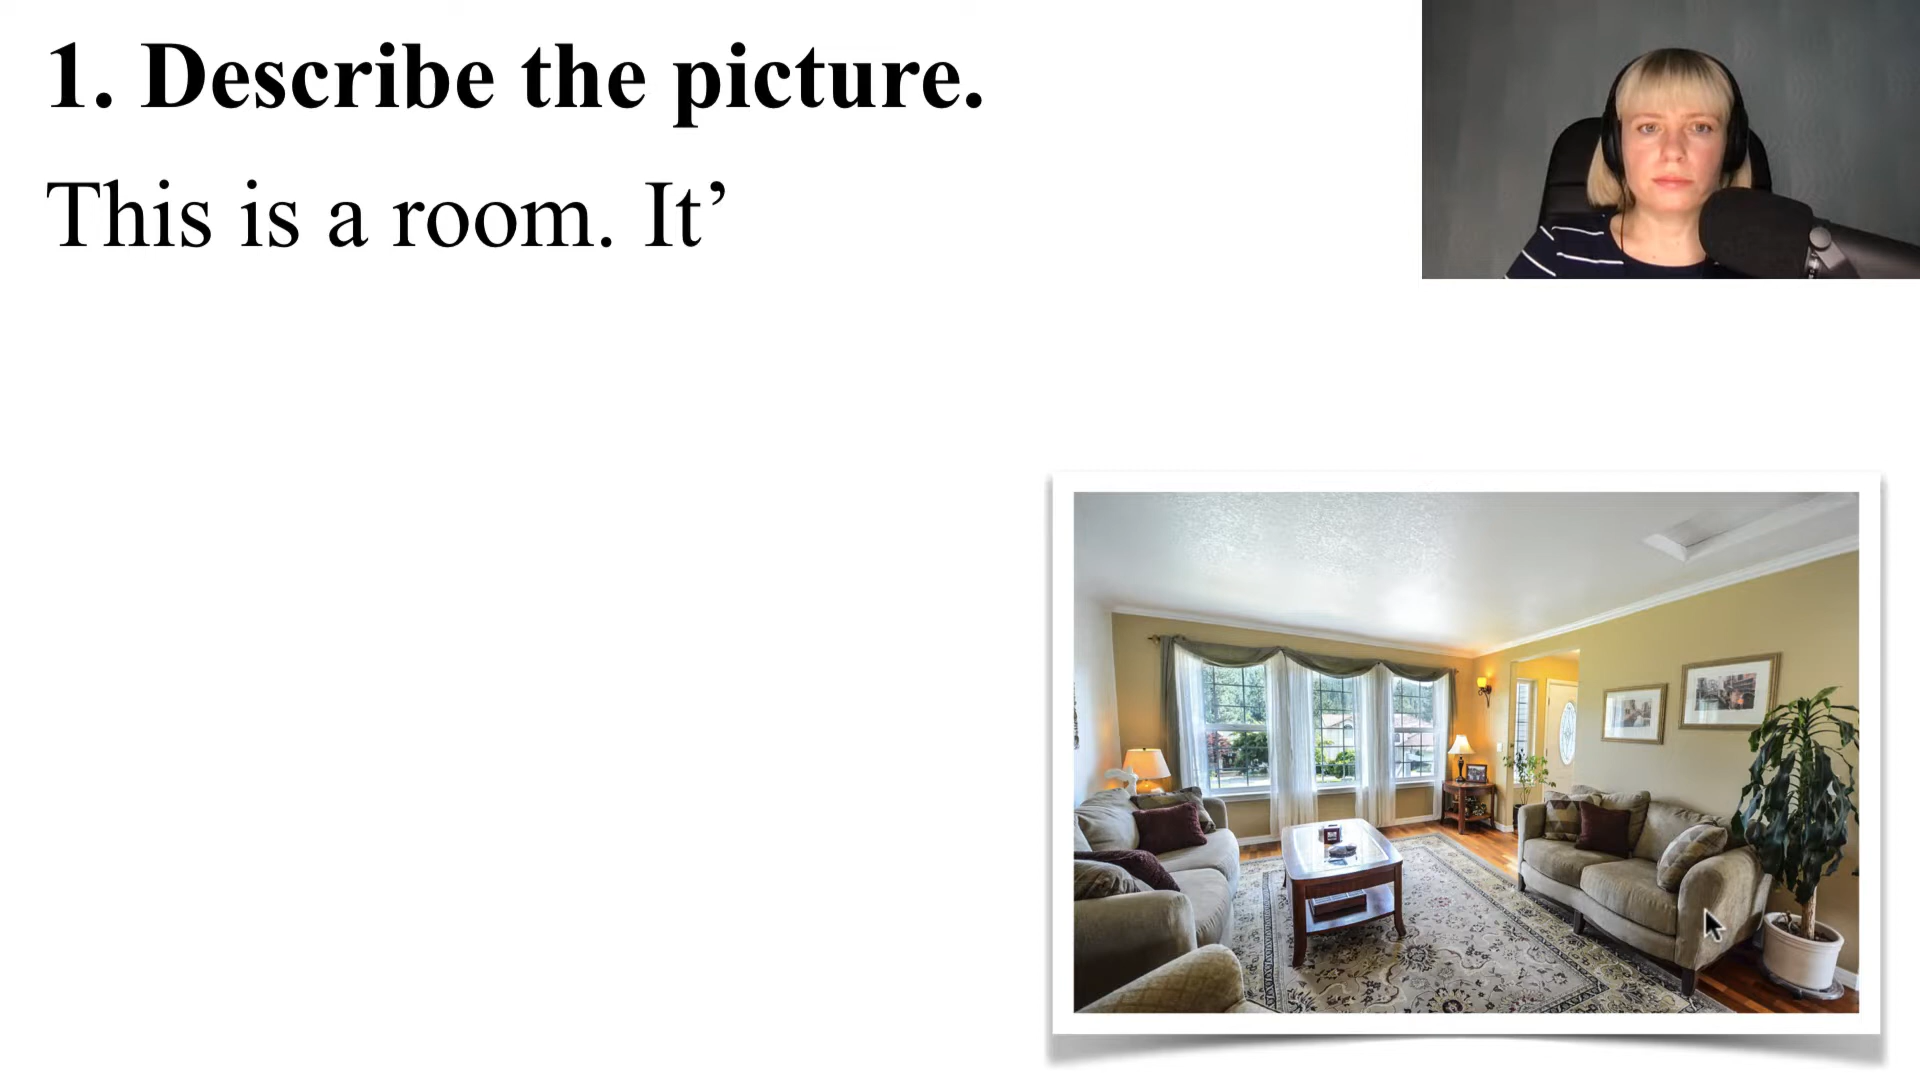 1. Describe the picture.
This is a room. It’